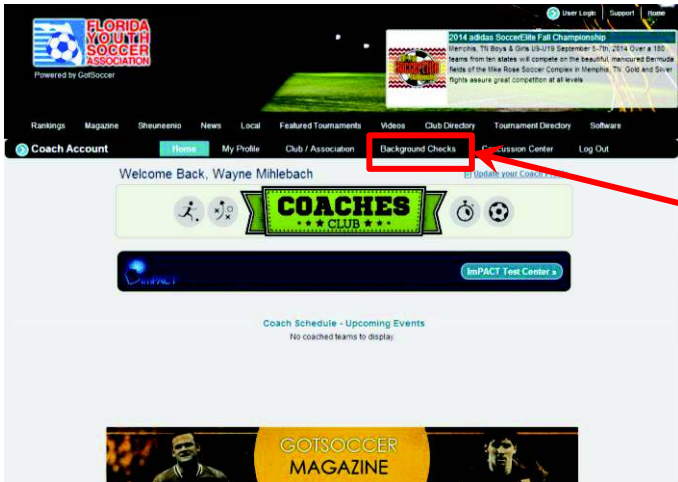 User Login Support Home
FLORIDA
YOUTH
SOCCER
ASSOCIATION
Powered by GotSoccer
2014 adidas SoccerElite Fall Championship
Memphis, TN Boys & Girls U9-U19 September 5-7th, 2014 Over a 180
teams from ten states will compete on the beautiful, manicured Bermuda
fields of the Mike Rose Soccer Complex in Memphis, TN. Gold and Silver
flights assure great competition at all levels
Rankings Magazine Sheuneenio News Local Featured Tournaments Videos Club Directory Tournament Directory Software
Coach Account Home My Profile Club / Association Background Checks Concussion Center Log Out
Welcome Back, Wayne Mihlebach
Update your Coach
COACHES
CLUB
ImPACT
ImPACT Test Center »
Coach Schedule - Upcoming Events
No coached teams to display.
GOTSOCCER
MAGAZINE